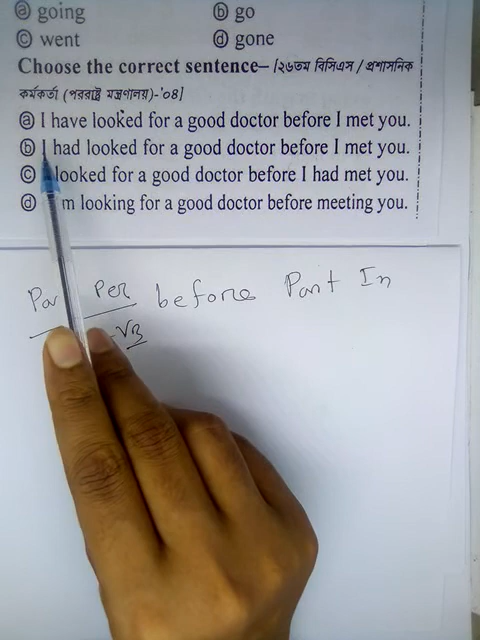 ⓐ going ⓑ go
ⓒ went ⓓ gone
Choose the correct sentence– [২৬তম বিসিএস / প্রশাসনিক
কর্মকর্তা (পররাষ্ট্র মন্ত্রণালয়)-'০৪]
ⓐ I have looked for a good doctor before I met you.
ⓑ I had looked for a good doctor before I met you.
ⓒ looked for a good doctor before I had met you.
ⓓ m looking for a good doctor before meeting you.
Per before Part In
V3